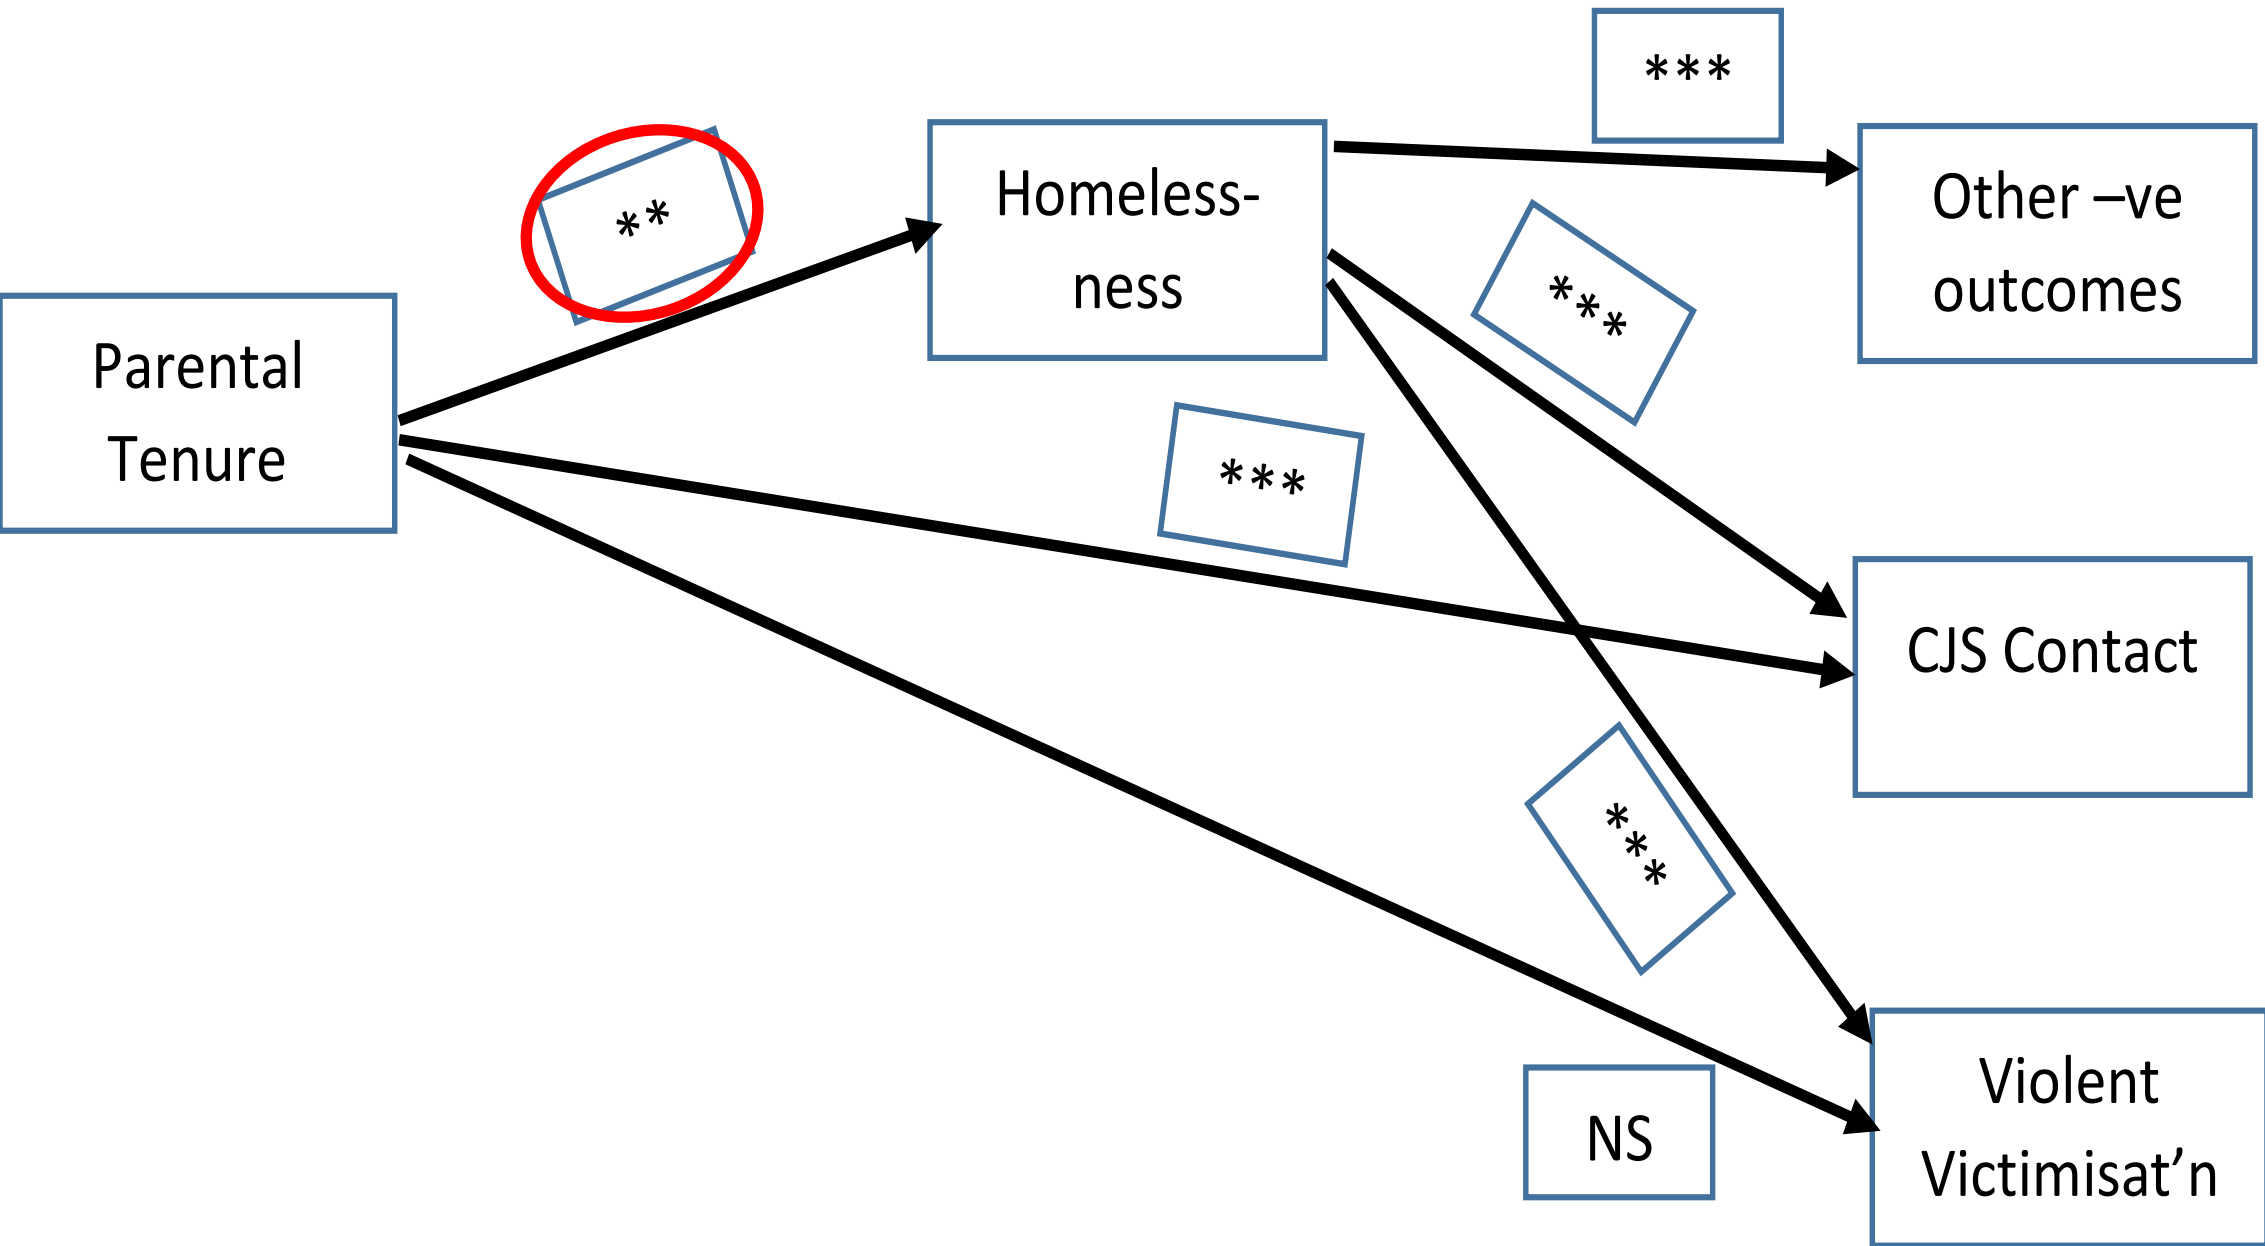 ***
**
Homeless-
ness
Other –ve
outcomes
***
Parental
Tenure
***
CJS Contact
***
NS
Violent
Victimisat’n